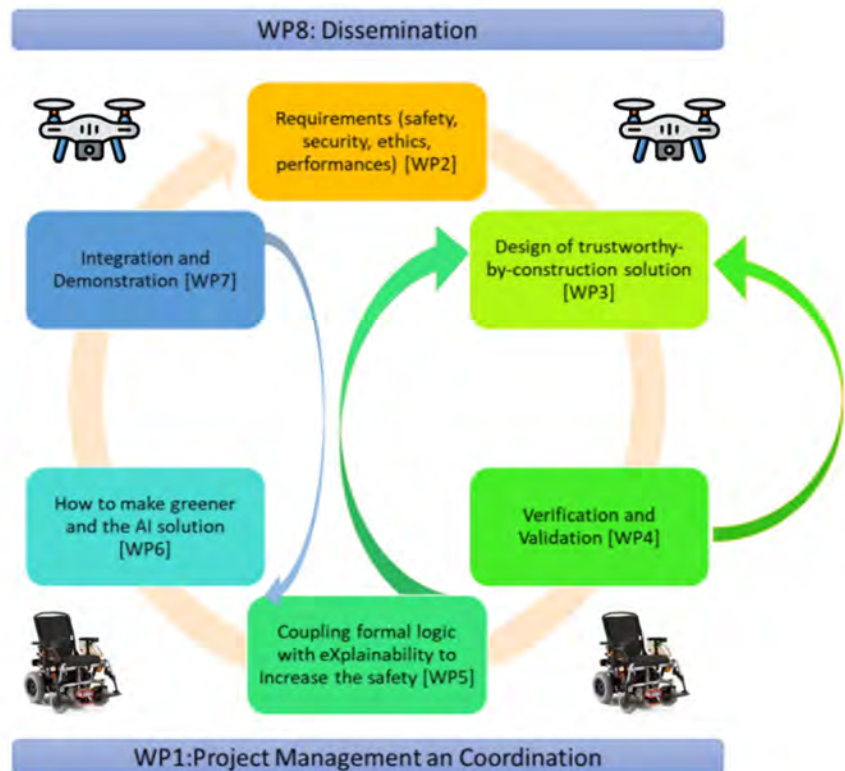 WP8: Dissemination
Requirements (safety,
security, ethics,
performances) [WP2]
Integration and
Demonstration [WP7]
Design of trustworthy-
by-construction solution
[WP3]
How to make greener
and the AI solution
[WP6]
Verification and
Validation [WP4]
Coupling formal logic
with eXplainability to
Increase the safety [WP5]
WP1:Project Management an Coordination